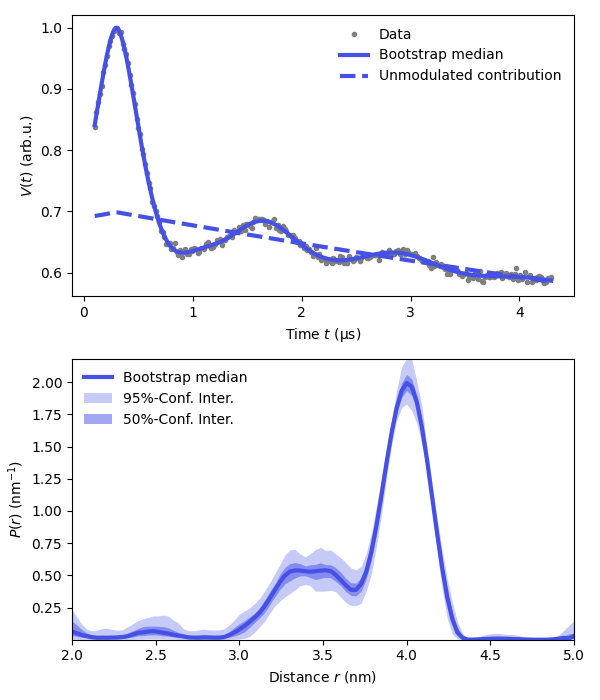 1.0
0.9
0.8
0.7
0.6
V(t) (arb.u.)
Data
Bootstrap median
Unmodulated contribution
0 1 2 3 4
Time t (μs)
2.00
1.75
1.50
1.25
1.00
0.75
0.50
0.25
P(r) (nm⁻¹)
Bootstrap median
95%-Conf. Inter.
50%-Conf. Inter.
2.0 2.5 3.0 3.5 4.0 4.5 5.0
Distance r (nm)